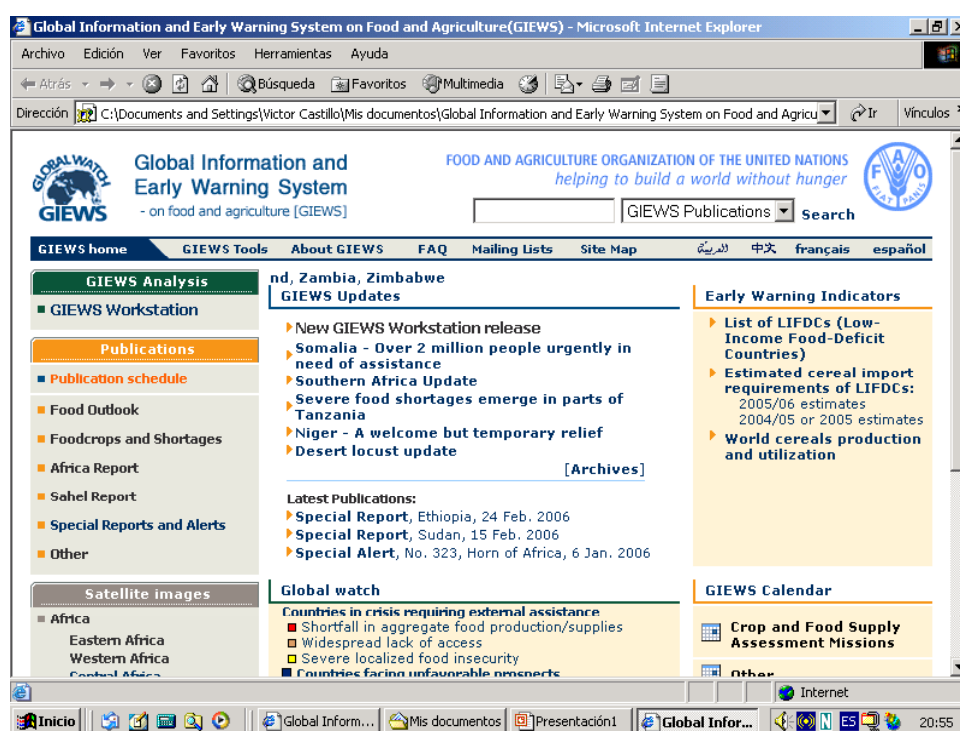 Global Information and Early Warning System on Food and Agriculture(GIEWS) - Microsoft Internet Explorer
Archivo Edición Ver Favoritos Herramientas Ayuda
Atrás Búsqueda Favoritos Multimedia
Dirección C:\Documents and Settings\Victor Castillo\Mis documentos\Global Information and Early Warning System on Food and Agricu Ir Vínculos
GLOBAL WATCH
GIEWS
Global Information and
Early Warning System
- on food and agriculture [GIEWS]
FOOD AND AGRICULTURE ORGANIZATION OF THE UNITED NATIONS
helping to build a world without hunger
GIEWS Publications Search
FAO
FIAT PANIS
GIEWS home GIEWS Tools About GIEWS FAQ Mailing Lists Site Map العربيّة 中文 français español
GIEWS Analysis
GIEWS Workstation
Publications
Publication schedule
Food Outlook
Foodcrops and Shortages
Africa Report
Sahel Report
Special Reports and Alerts
Other
Satellite images
Africa
Eastern Africa
Western Africa
Central Africa
nd, Zambia, Zimbabwe
GIEWS Updates
New GIEWS Workstation release
Somalia - Over 2 million people urgently in
need of assistance
Southern Africa Update
Severe food shortages emerge in parts of
Tanzania
Niger - A welcome but temporary relief
Desert locust update
[Archives]
Latest Publications:
Special Report, Ethiopia, 24 Feb. 2006
Special Report, Sudan, 15 Feb. 2006
Special Alert, No. 323, Horn of Africa, 6 Jan. 2006
Global watch
Countries in crisis requiring external assistance
Shortfall in aggregate food production/supplies
Widespread lack of access
Severe localized food insecurity
Countries facing unfavorable prospects
Early Warning Indicators
List of LIFDCs (Low-
Income Food-Deficit
Countries)
Estimated cereal import
requirements of LIFDCs:
2005/06 estimates
2004/05 or 2005 estimates
World cereals production
and utilization
GIEWS Calendar
Crop and Food Supply
Assessment Missions
Other
Internet
Inicio Global Inform... Mis documentos Presentación1 Global Infor... N ES 20:55